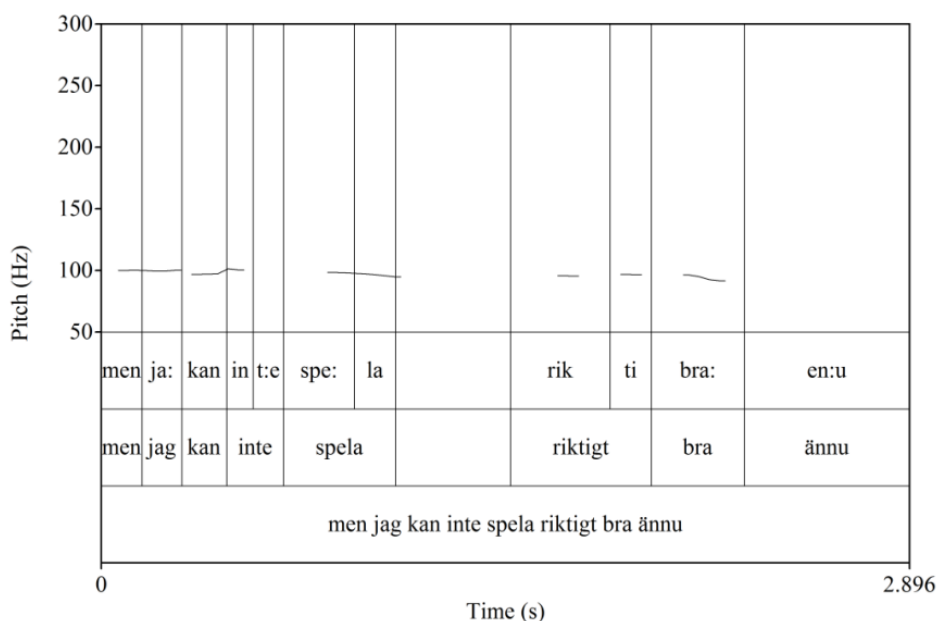 300
250
200
150
100
50
Pitch (Hz)
men ja: kan in t:e spe: la rik ti bra: en:u
men jag kan inte spela riktigt bra ännu
men jag kan inte spela riktigt bra ännu
0 2.896
Time (s)